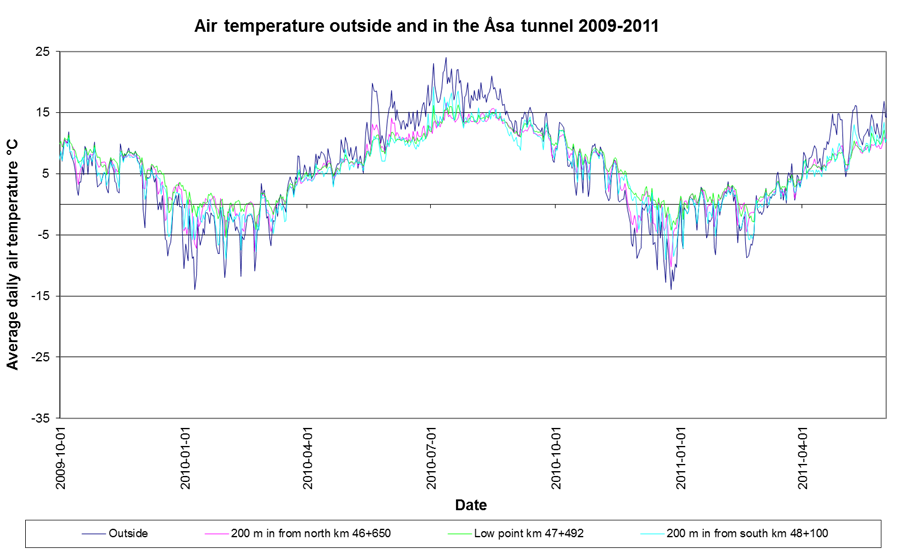 Air temperature outside and in the Åsa tunnel 2009-2011
Average daily air temperature °C
25
15
5
-5
-15
-25
-35
2009-10-01
2010-01-01
2010-04-01
2010-07-01
2010-10-01
2011-01-01
2011-04-01
Date
Outside
200 m in from north km 46+650
Low point km 47+492
200 m in from south km 48+100